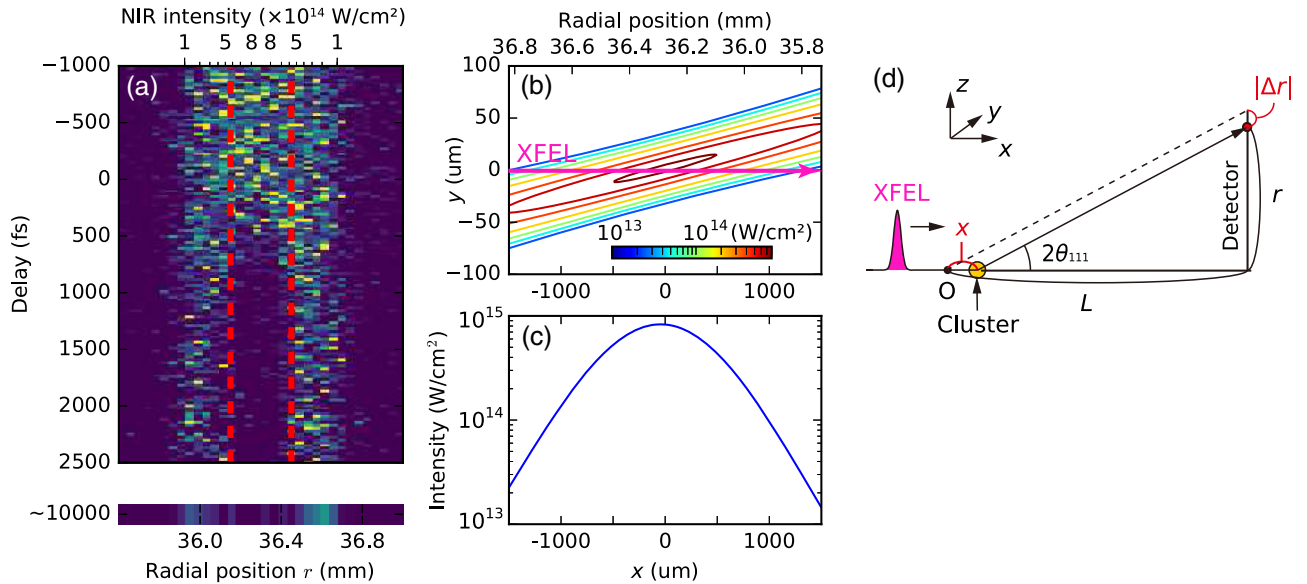 NIR intensity (×10¹⁴ W/cm²)
1 5 8 8 5 1
(a)
Delay (fs)
−1000
−500
0
500
1000
1500
2000
2500
~10000
36.0 36.4 36.8
Radial position r (mm)
Radial position (mm)
36.8 36.6 36.4 36.2 36.0 35.8
(b)
y (um)
100
50
0
−50
−100
XFEL
10¹³ 10¹⁴ (W/cm²)
-1000 0 1000
(c)
Intensity (W/cm²)
10¹⁵
10¹⁴
10¹³
-1000 0 1000
x (um)
(d)
z
y
x
|Δr|
XFEL
x
Detector
r
2θ₁₁₁
O
L
Cluster